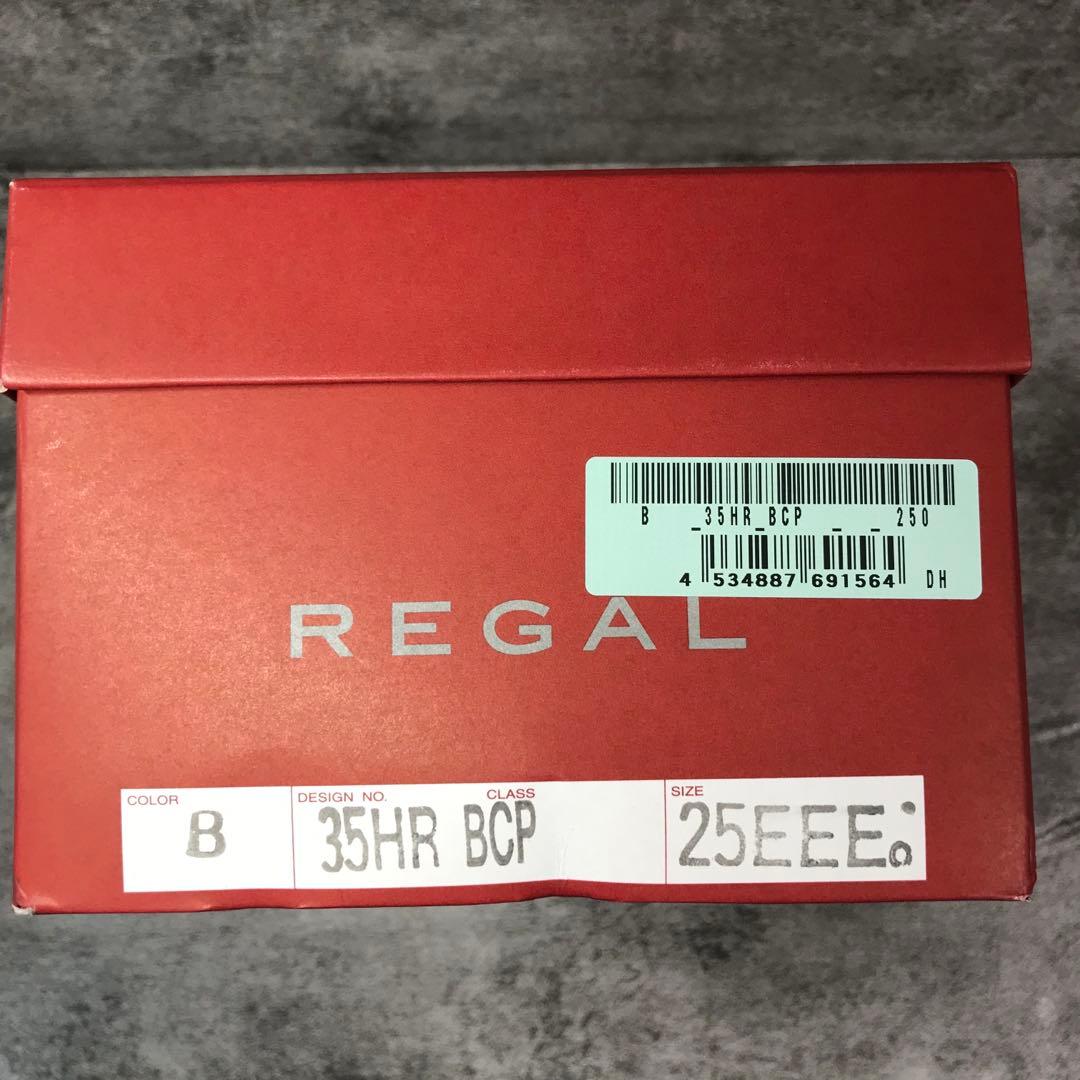 B _35HR_BCP _ _ 250
4 534887 691564 DH
REGAL
COLOR DESIGN NO. CLASS SIZE
B 35HR BCP 25EEE